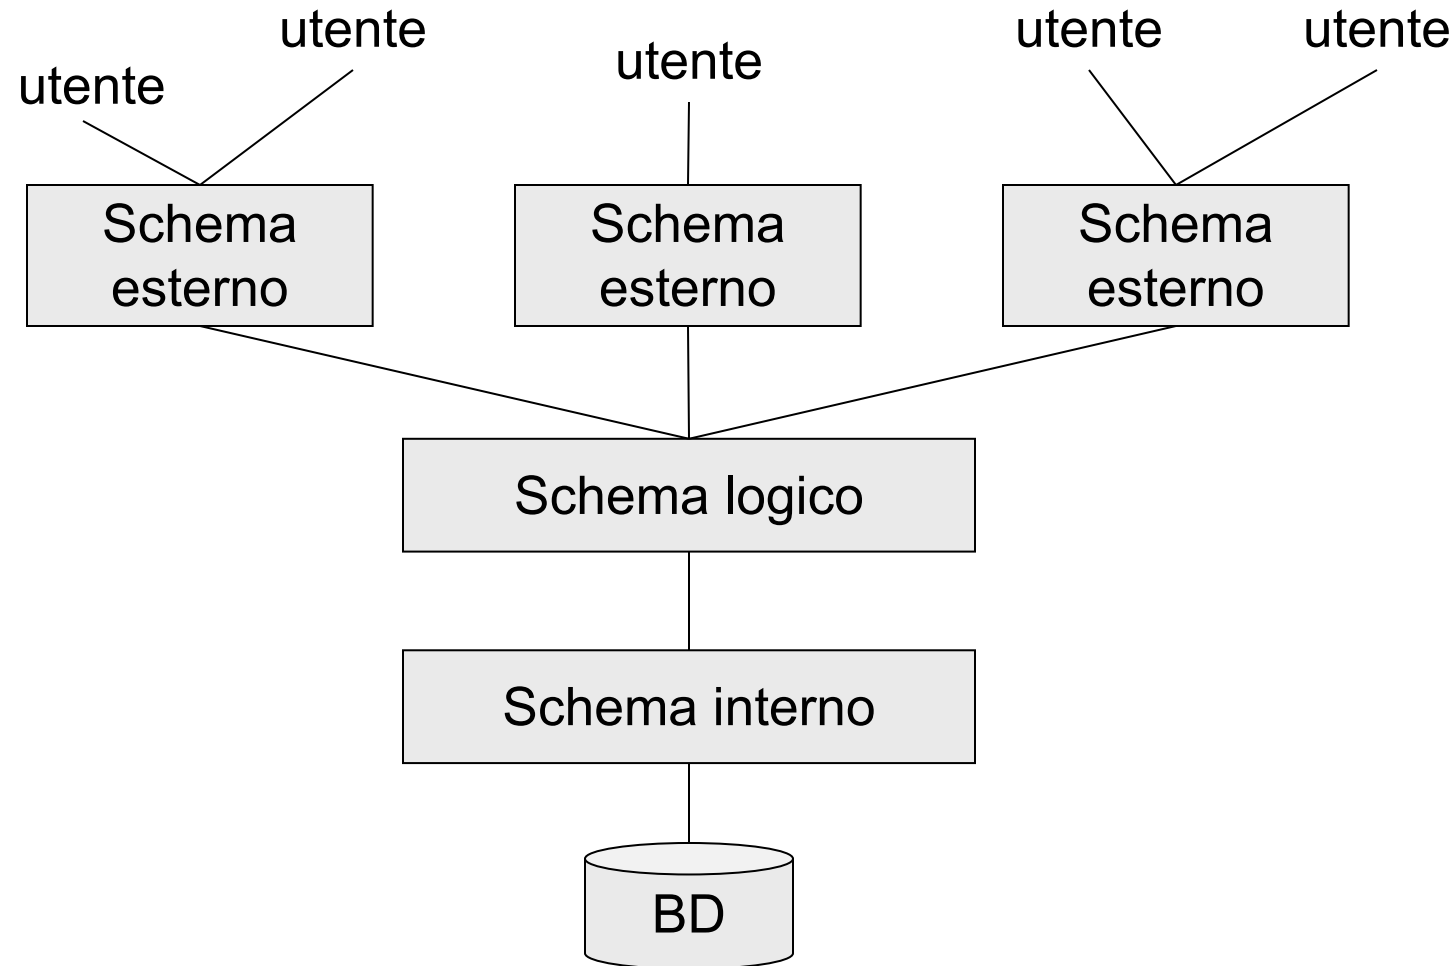 utente
utente
utente
utente
utente
Schema
esterno
Schema
esterno
Schema
esterno
Schema logico
Schema interno
BD